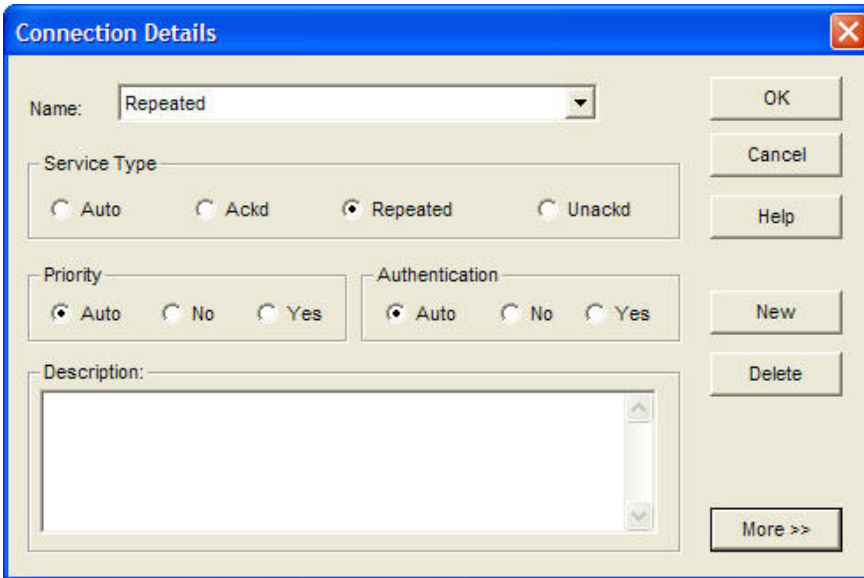 Connection Details
Name: Repeated
OK
Service Type
Cancel
Auto Ackd Repeated Unackd
Help
Priority
Authentication
Auto No Yes
Auto No Yes
New
Description:
Delete
More >>